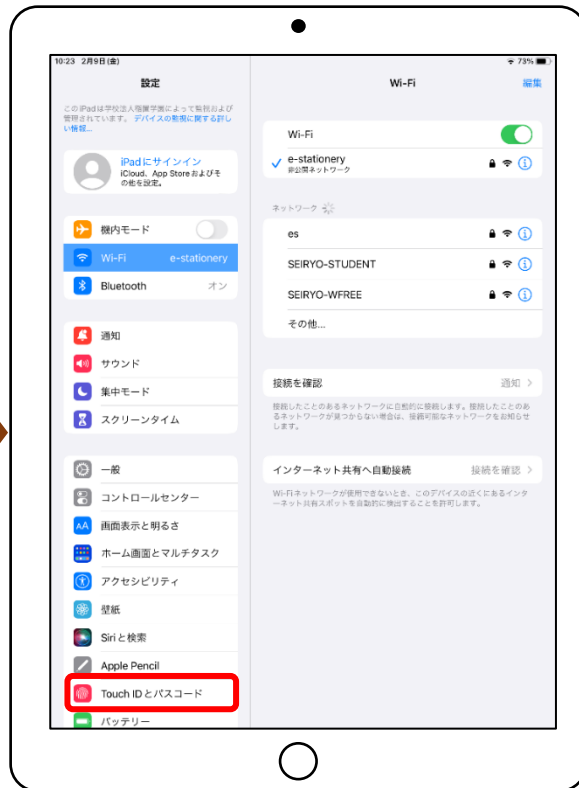 10:23 2月9日(金)
73%
設定
このiPadは学校法人樹園学園によって監視および
管理されています。 デバイスの監視に関する詳し
い情報...
iPadにサインイン
iCloud、App Storeおよびそ
の他を設定。
機内モード
Wi-Fi e-stationery
Bluetooth オン
通知
サウンド
集中モード
スクリーンタイム
一般
コントロールセンター
AA 画面表示と明るさ
ホーム画面とマルチタスク
アクセシビリティ
壁紙
Siriと検索
Apple Pencil
Touch IDとパスコード
バッテリー
Wi-Fi 編集
Wi-Fi
e-stationery
非公開ネットワーク
ネットワーク
es
SEIRYO-STUDENT
SEIRYO-WFREE
その他...
接続を確認 通知
接続したことのあるネットワークに自動的に接続します。接続したことのあ
るネットワークが見つからない場合は、接続可能なネットワークをお知らせ
します。
インターネット共有へ自動接続 接続を確認
Wi-Fiネットワークが使用できないとき、このデバイスの近くにあるインタ
ーネット共有スポットを自動的に検出することを許可します。